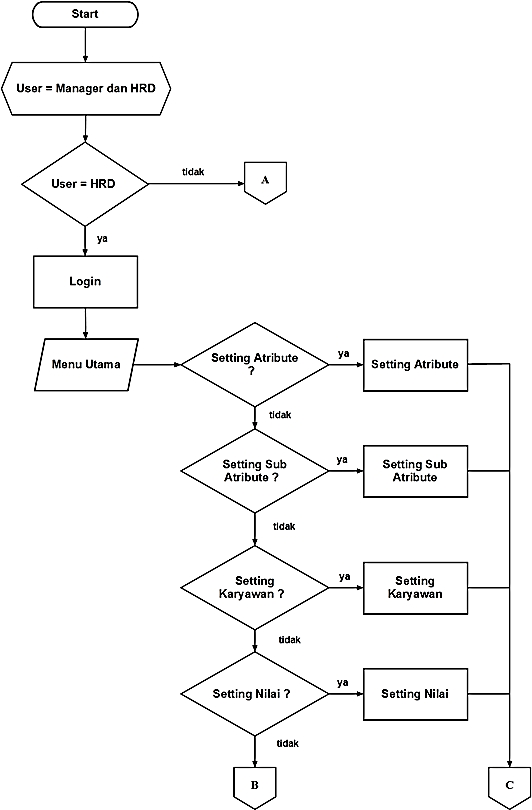 Start
User = Manager dan HRD
User = HRD
tidak
A
ya
Login
Menu Utama
Setting Atribute
?
ya
Setting Atribute
tidak
Setting Sub
Atribute ?
ya
Setting Sub
Atribute
tidak
Setting
Karyawan ?
ya
Setting
Karyawan
tidak
Setting Nilai ?
ya
Setting Nilai
tidak
B
C